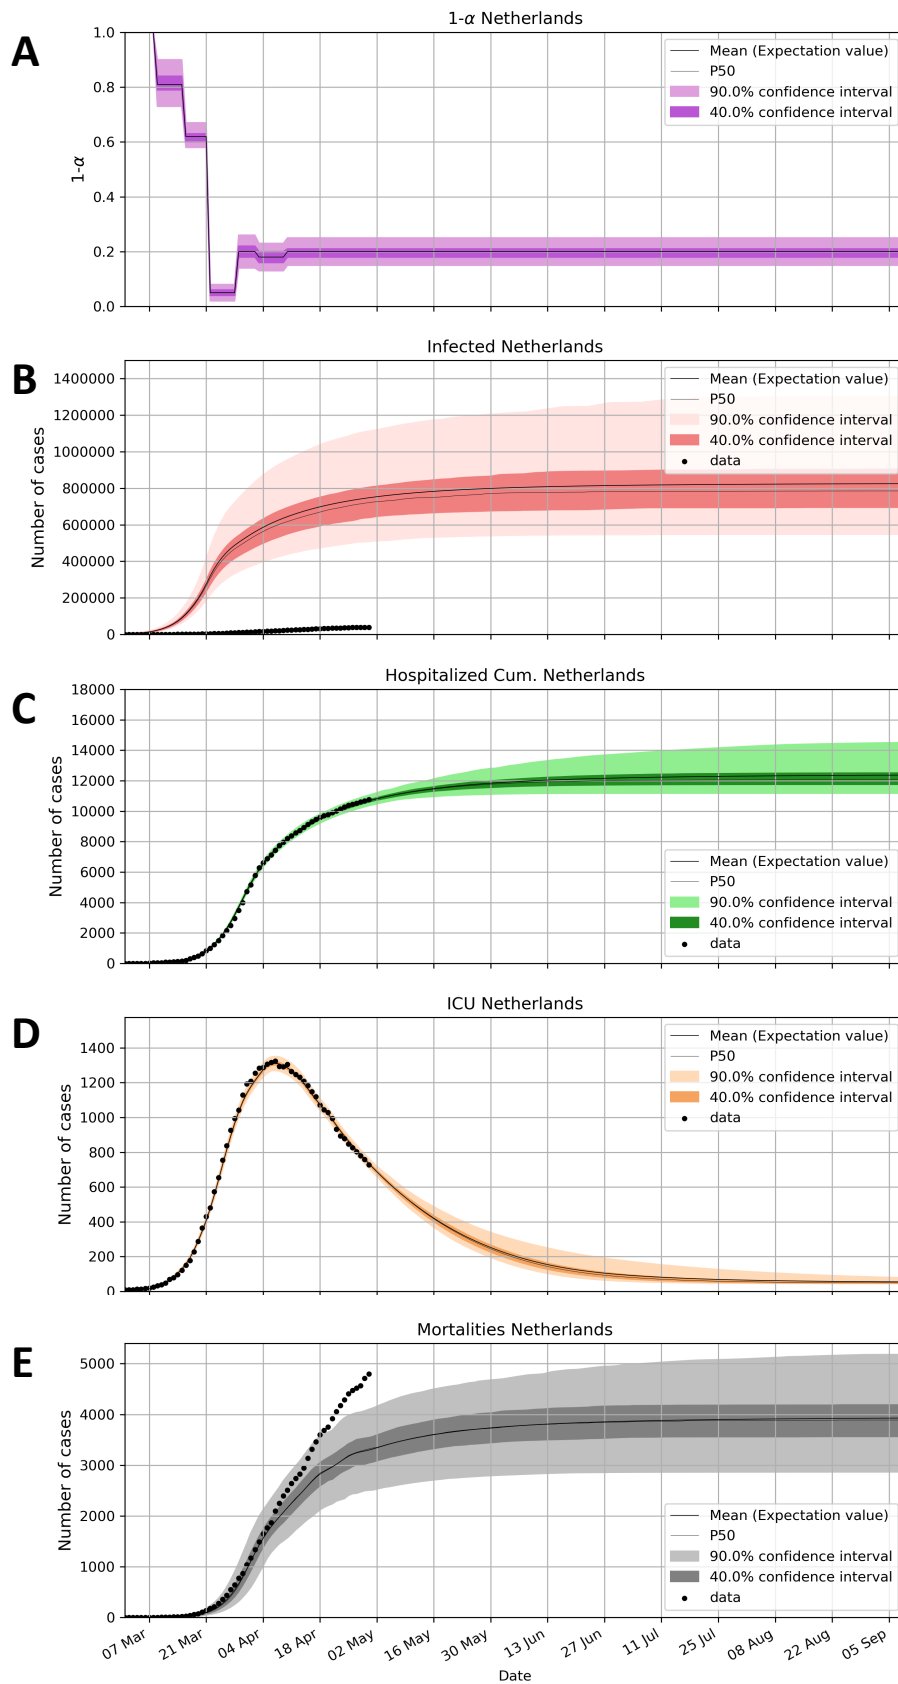 A
1-α Netherlands
1.0
0.8
0.6
0.4
0.2
0.0
1-α
Mean (Expectation value)
P50
90.0% confidence interval
40.0% confidence interval
B
Infected Netherlands
1400000
1200000
1000000
800000
600000
400000
200000
0
Number of cases
Mean (Expectation value)
P50
90.0% confidence interval
40.0% confidence interval
data
C
Hospitalized Cum. Netherlands
18000
16000
14000
12000
10000
8000
6000
4000
2000
0
Number of cases
Mean (Expectation value)
P50
90.0% confidence interval
40.0% confidence interval
data
D
ICU Netherlands
1400
1200
1000
800
600
400
200
0
Number of cases
Mean (Expectation value)
P50
90.0% confidence interval
40.0% confidence interval
data
E
Mortalities Netherlands
5000
4000
3000
2000
1000
0
Number of cases
Mean (Expectation value)
P50
90.0% confidence interval
40.0% confidence interval
data
07 Mar
21 Mar
04 Apr
18 Apr
02 May
16 May
30 May
13 Jun
27 Jun
11 Jul
25 Jul
08 Aug
22 Aug
05 Sep
Date